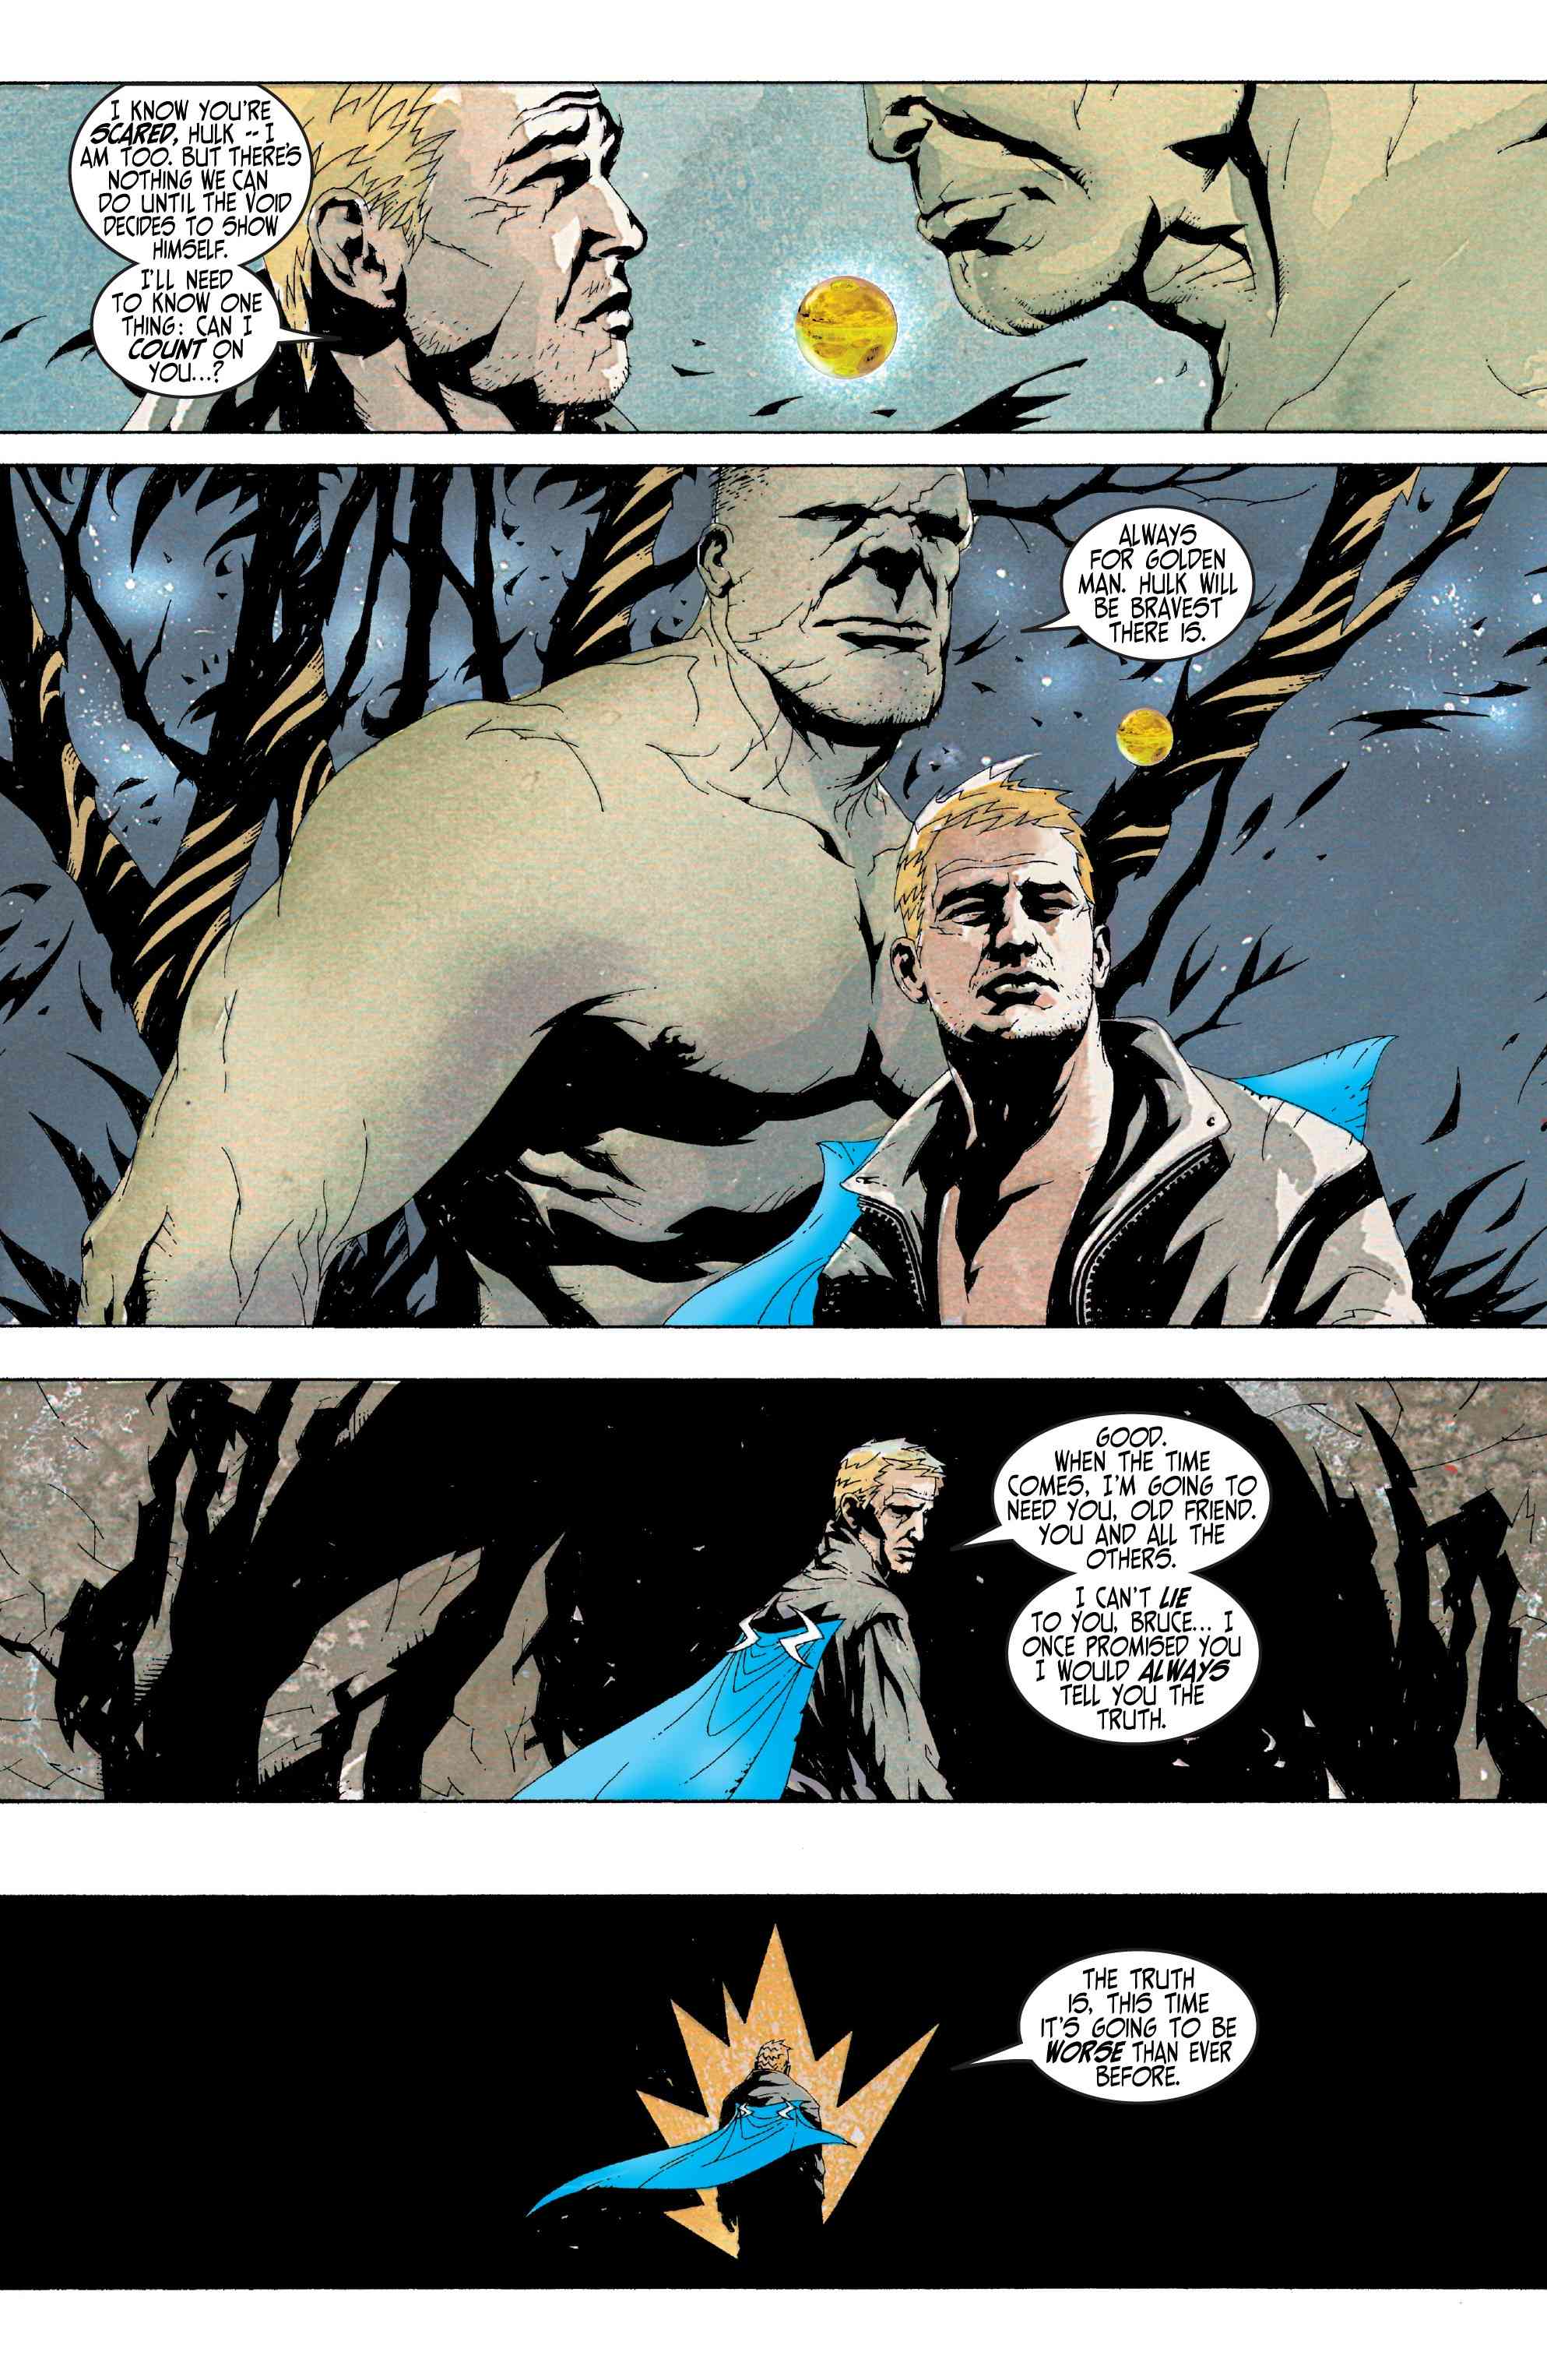 I KNOW YOU'RE
SCARED, HULK -- I
AM TOO. BUT THERE'S
NOTHING WE CAN
DO UNTIL THE VOID
DECIDES TO SHOW
HIMSELF.
I'LL NEED
TO KNOW ONE
THING: CAN I
COUNT ON
YOU...?
ALWAYS
FOR GOLDEN
MAN. HULK WILL
BE BRAVEST
THERE IS.
GOOD.
WHEN THE TIME
COMES, I'M GOING TO
NEED YOU, OLD FRIEND.
YOU AND ALL THE
OTHERS.
I CAN'T LIE
TO YOU, BRUCE... I
ONCE PROMISED YOU
I WOULD ALWAYS
TELL YOU THE
TRUTH.
THE TRUTH
IS, THIS TIME
IT'S GOING TO BE
WORSE THAN EVER
BEFORE.